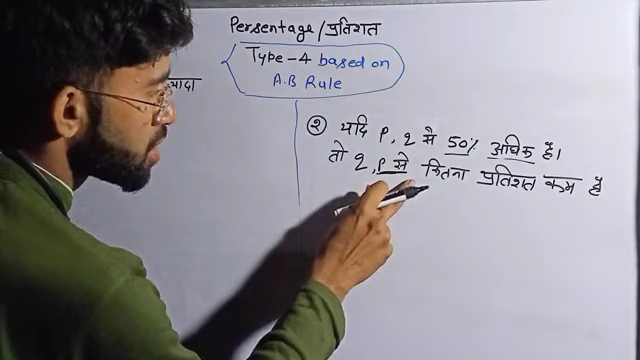 Persentage/प्रतिशत
Type-4 based on
A.B Rule
यादा
② यदि P, q से 50% अधिक है।
तो q, P से कितना प्रतिशत कम है